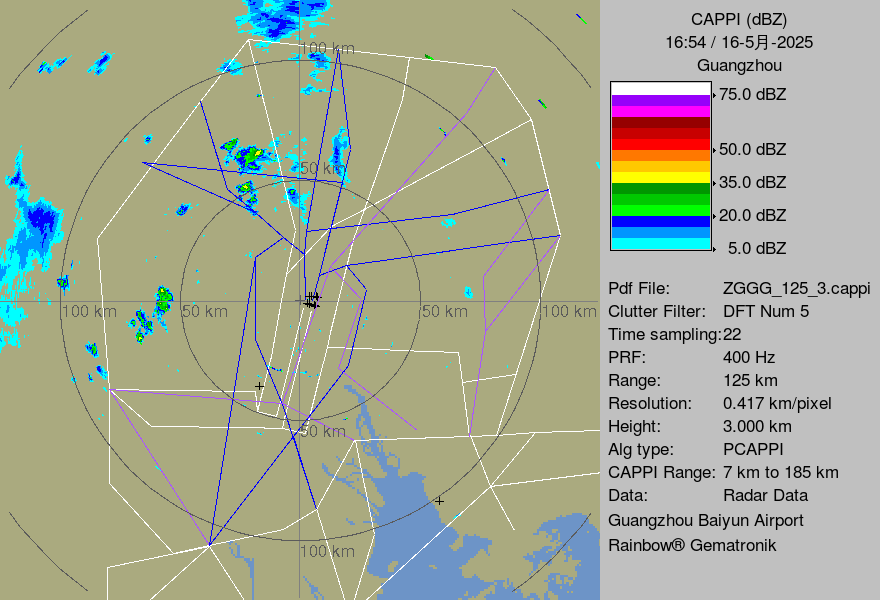 CAPPI (dBZ)
16:54 / 16-5月-2025
Guangzhou
75.0 dBZ
50.0 dBZ
35.0 dBZ
20.0 dBZ
5.0 dBZ
100 km
50 km
100 km
50 km
50 km
100 km
50 km
100 km
Pdf File: ZGGG_125_3.cappi
Clutter Filter: DFT Num 5
Time sampling:22
PRF: 400 Hz
Range: 125 km
Resolution: 0.417 km/pixel
Height: 3.000 km
Alg type: PCAPPI
CAPPI Range: 7 km to 185 km
Data: Radar Data
Guangzhou Baiyun Airport
Rainbow® Gematronik